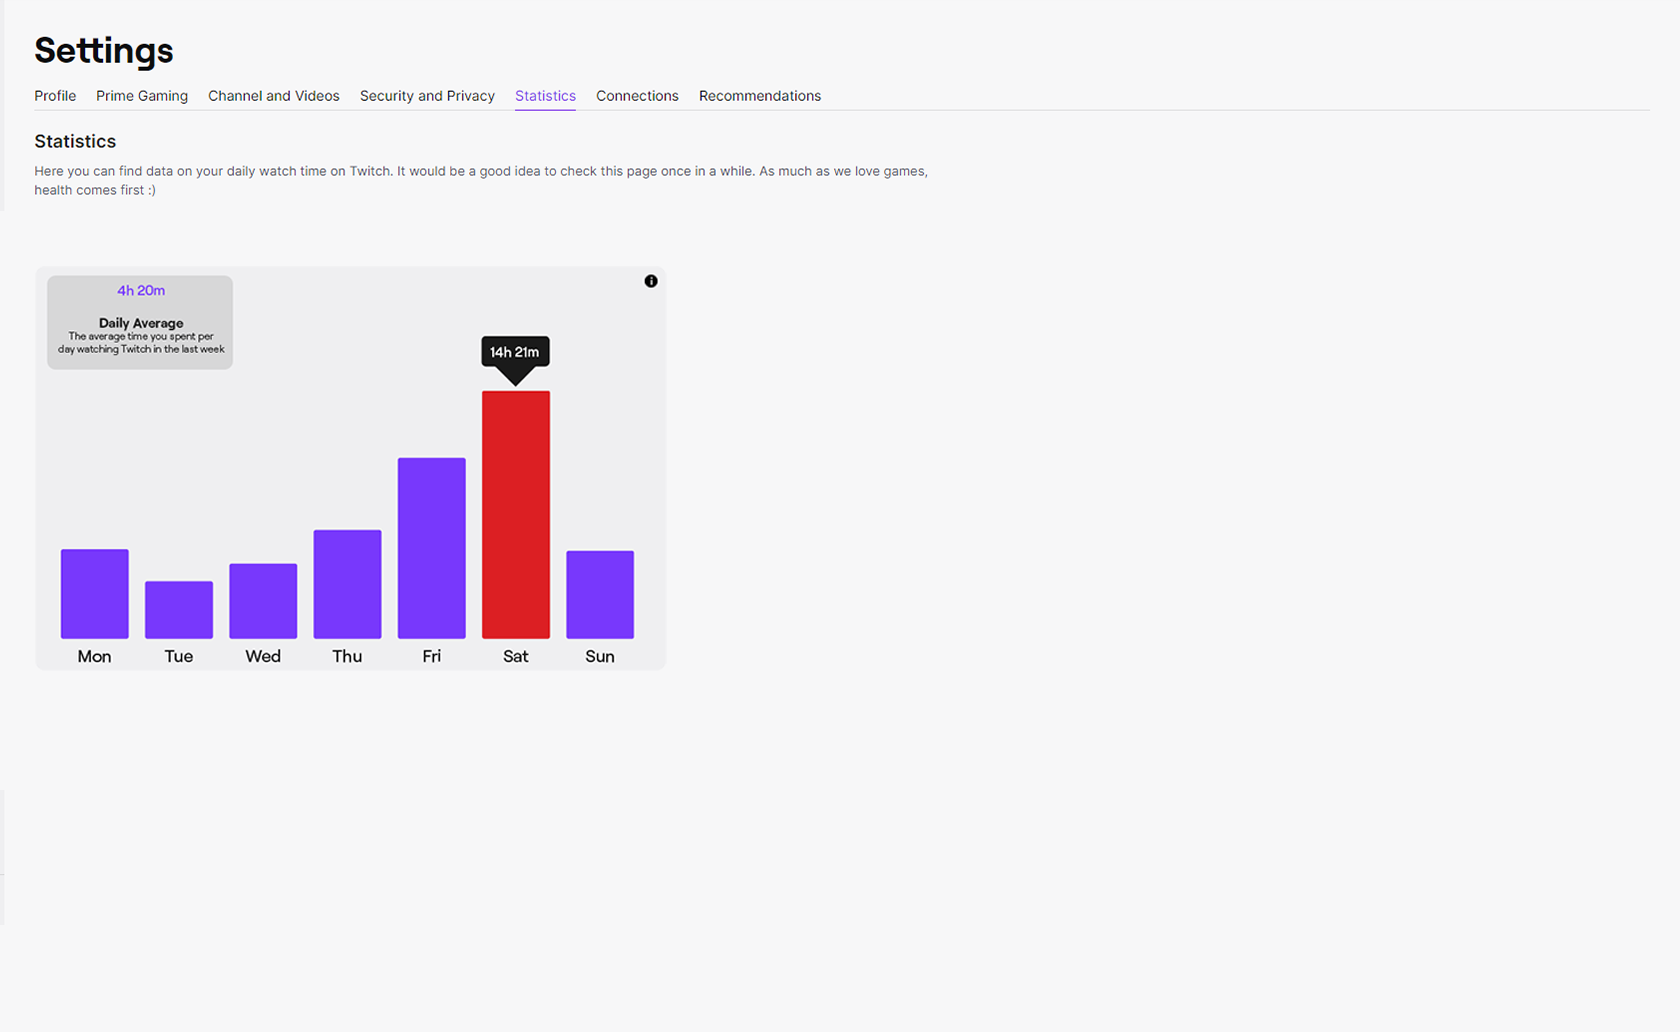 Settings
Profile Prime Gaming Channel and Videos Security and Privacy Statistics Connections Recommendations
Statistics
Here you can find data on your daily watch time on Twitch. It would be a good idea to check this page once in a while. As much as we love games,
health comes first :)
4h 20m
Daily Average
The average time you spent per
day watching Twitch in the last week
14h 21m
Mon Tue Wed Thu Fri Sat Sun